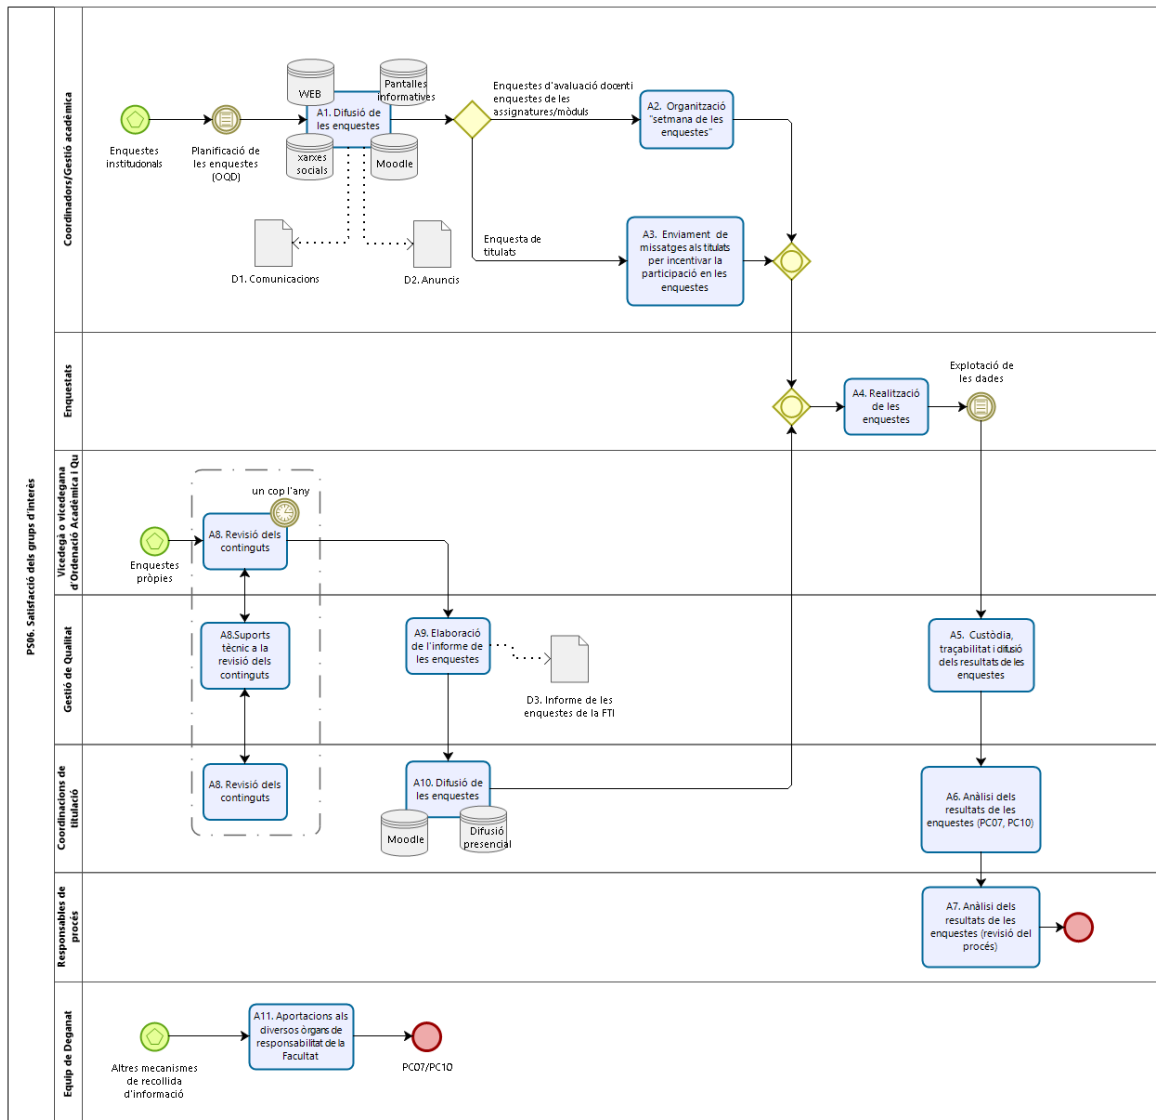 PS06. Satisfacció dels grups d'interès
Coordinadors/Gestió acadèmica
Enquestes
institucionals
Planificació de
les enquestes
(OQD)
WEB
Pantalles
informatives
A1. Difusió de
les enquestes
xarxes
socials
Moodle
D1. Comunicacions
D2. Anuncis
Enquestes d'avaluació docenti
enquestes de les
assignatures/mòduls
Enquesta de
titulats
A2. Organització
"setmana de les
enquestes"
A3. Enviament de
missatges als titulats
per incentivar la
participació en les
enquestes
Enquestats
A4. Realització
de les
enquestes
Explotació de
les dades
Vicedegà o vicedegana
d'Ordenació Acadèmica i Qu
Enquestes
pròpies
un cop l'any
A8. Revisió dels
continguts
Gestió de Qualitat
A8.Suports
tècnic a la
revisió dels
continguts
A9. Elaboració
de l'informe de
les enquestes
D3. Informe de les
enquestes de la FTI
A5. Custòdia,
traçabilitat i difusió
dels resultats de les
enquestes
Coordinacions de
titulació
A8. Revisió dels
continguts
A10. Difusió de
les enquestes
Moodle
Difusió
presencial
A6. Anàlisi dels
resultats de les
enquestes (PC07, PC10)
Responsables de
procés
A7. Anàlisi dels
resultats de les
enquestes (revisió del
procés)
Equip de Deganat
Altres mecanismes
de recollida
d'informació
A11. Aportacions als
diversos òrgans de
responsabilitat de la
Facultat
PC07/PC10